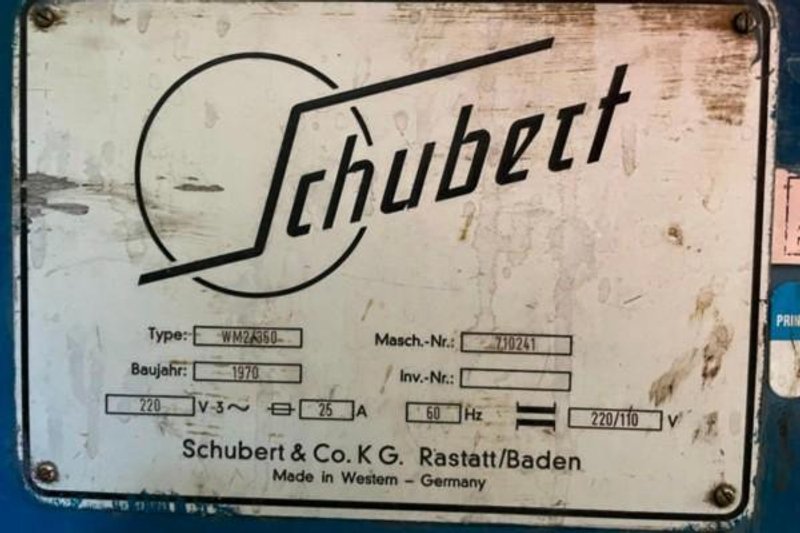 Schubert
Type: WM2/350 Masch.-Nr.: 710241
Baujahr: 1970 Inv.-Nr.:
220 V 3~ 25 A 60 Hz 220/110 V
Schubert & Co. K G. Rastatt/Baden
Made in Western - Germany